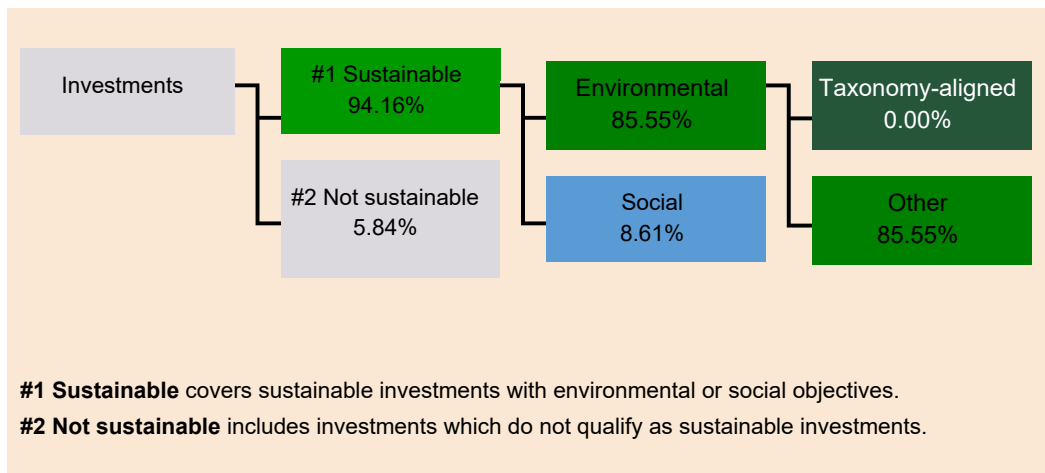 Investments
#1 Sustainable
94.16%
#2 Not sustainable
5.84%
Environmental
85.55%
Social
8.61%
Taxonomy-aligned
0.00%
Other
85.55%
#1 Sustainable covers sustainable investments with environmental or social objectives.
#2 Not sustainable includes investments which do not qualify as sustainable investments.